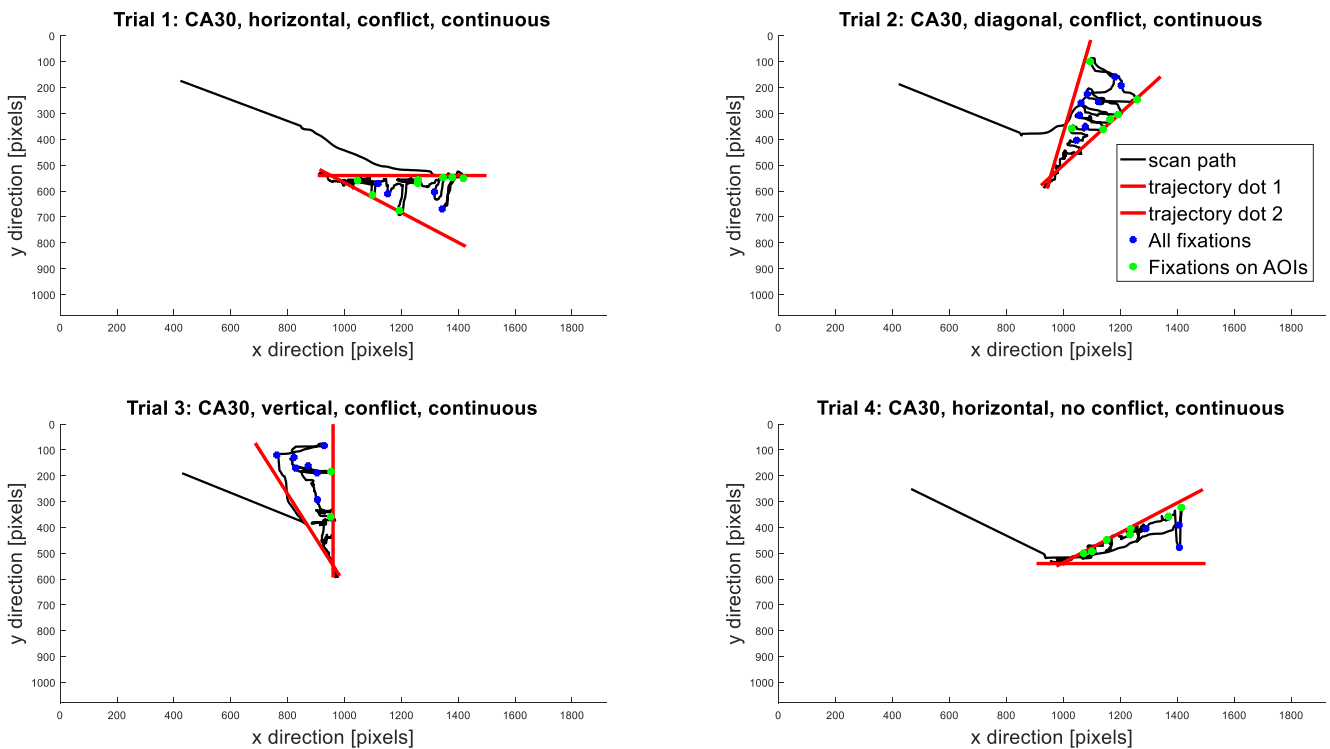 Trial 1: CA30, horizontal, conflict, continuous
y direction [pixels]
0
100
200
300
400
500
600
700
800
900
1000
0 200 400 600 800 1000 1200 1400 1600 1800
x direction [pixels]
Trial 2: CA30, diagonal, conflict, continuous
y direction [pixels]
0
100
200
300
400
500
600
700
800
900
1000
scan path
trajectory dot 1
trajectory dot 2
All fixations
Fixations on AOIs
0 200 400 600 800 1000 1200 1400 1600 1800
x direction [pixels]
Trial 3: CA30, vertical, conflict, continuous
y direction [pixels]
0
100
200
300
400
500
600
700
800
900
1000
0 200 400 600 800 1000 1200 1400 1600 1800
x direction [pixels]
Trial 4: CA30, horizontal, no conflict, continuous
y direction [pixels]
0
100
200
300
400
500
600
700
800
900
1000
0 200 400 600 800 1000 1200 1400 1600 1800
x direction [pixels]